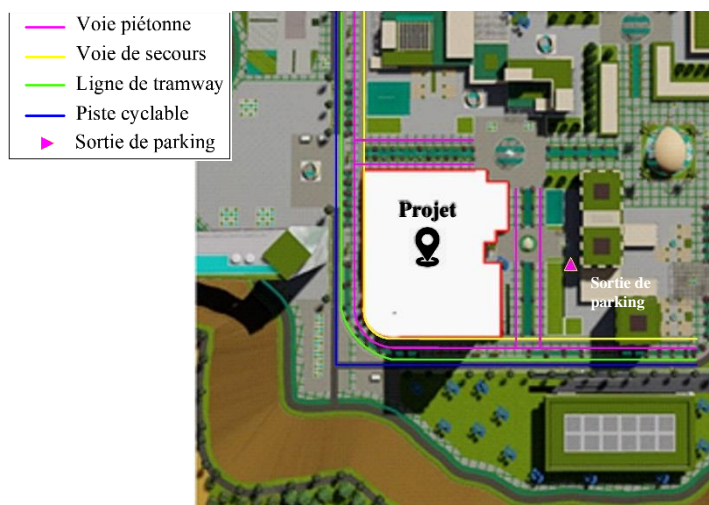 Voie piétonne
Voie de secours
Ligne de tramway
Piste cyclable
Sortie de parking
Projet
Sortie de
parking